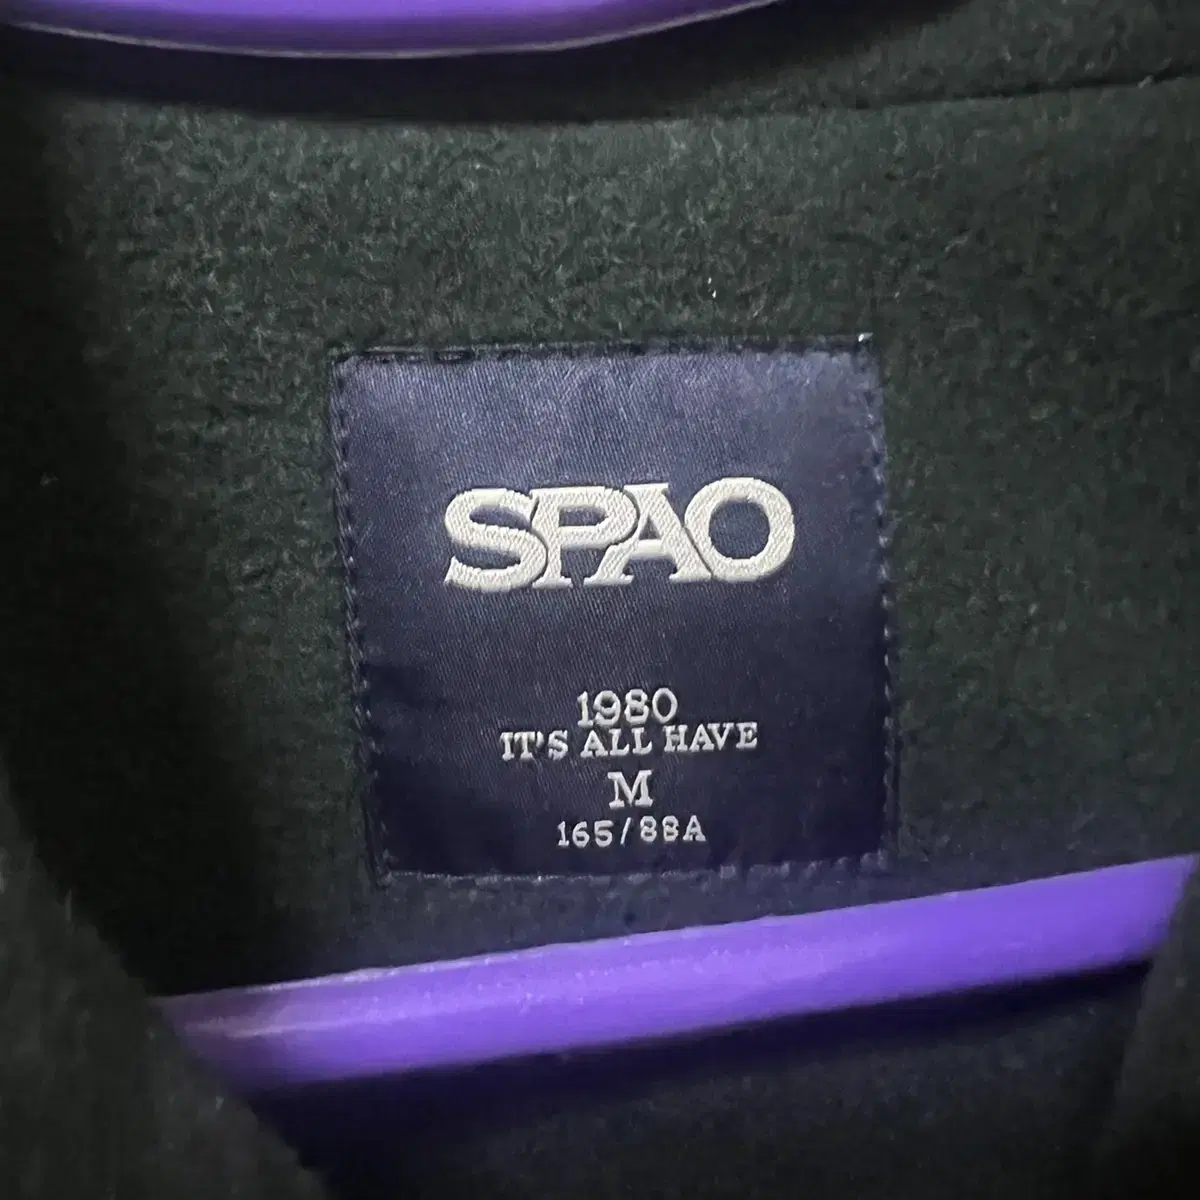 SPAO
1980
IT'S ALL HAVE
M
165/88A